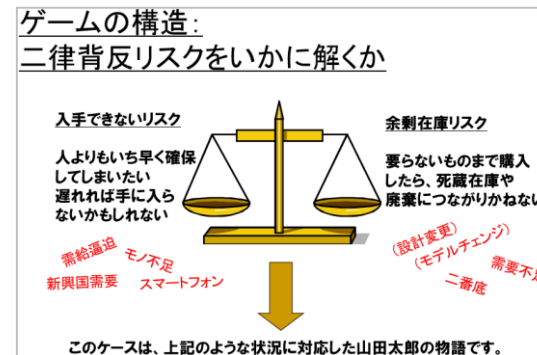 ゲームの構造:
二律背反リスクをいかに解くか
入手できないリスク
人よりもいち早く確保
してしまいたい
遅れれば手に入ら
ないかもしれない
余剰在庫リスク
要らないものまで購入
したら、死蔵在庫や
廃棄につながりかねない
需給逼迫
モノ不足
新興国需要
スマートフォン
(設計変更)
(モデルチェンジ)
需要不足
二番底
このケースは、上記のような状況に対応した山田太郎の物語です。